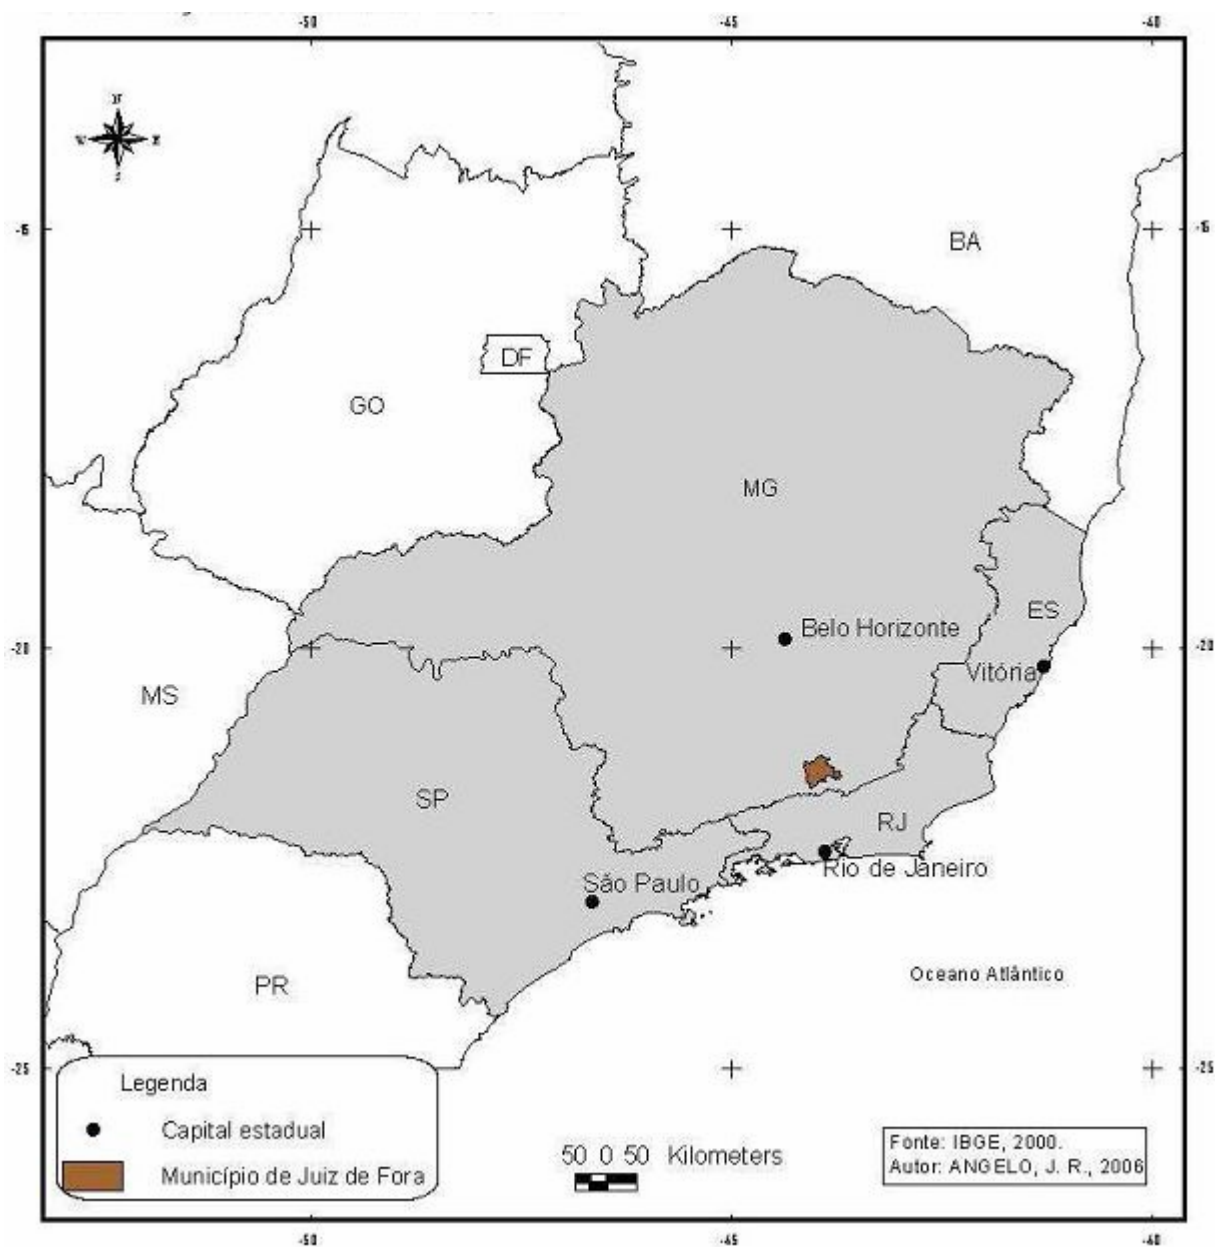 -50 -45 -40
N
W E
S
-15 -15
BA
DF
GO
MG
ES
Belo Horizonte
-20 -20
Vitória
MS
SP
RJ
Rio de Janeiro
São Paulo
Oceano Atlântico
PR
-25 -25
Legenda
Capital estadual
Município de Juiz de Fora
50 0 50 Kilometers
Fonte: IBGE, 2000.
Autor: ANGELO, J. R., 2006
-50 -45 -40